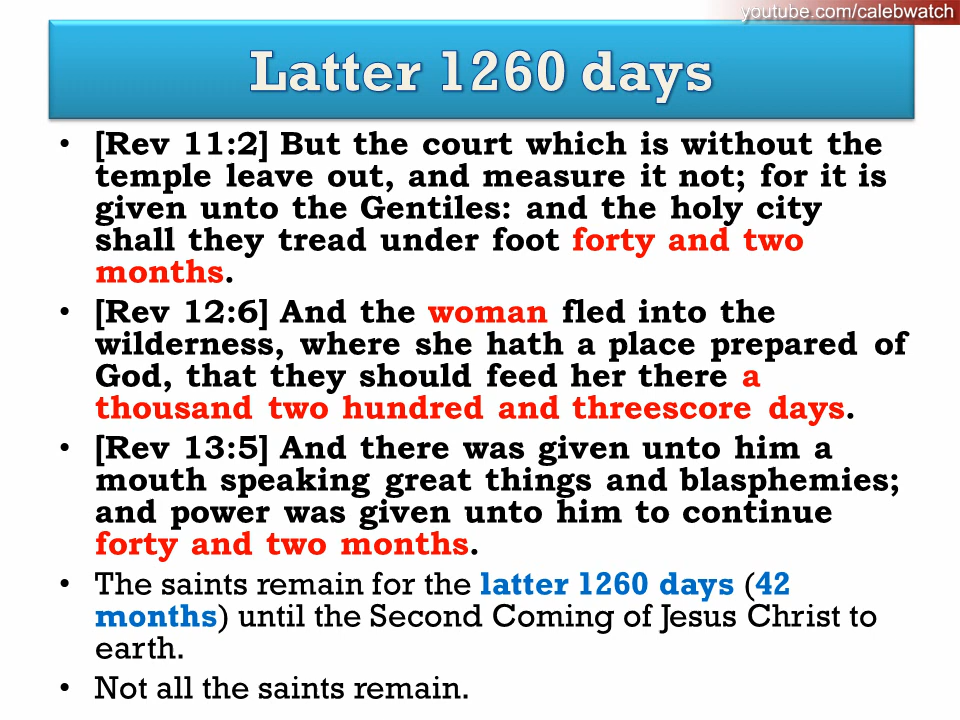 youtube.com/calebwatch
Latter 1260 days
• [Rev 11:2] But the court which is without the
temple leave out, and measure it not; for it is
given unto the Gentiles: and the holy city
shall they tread under foot forty and two
months.
• [Rev 12:6] And the woman fled into the
wilderness, where she hath a place prepared of
God, that they should feed her there a
thousand two hundred and threescore days.
• [Rev 13:5] And there was given unto him a
mouth speaking great things and blasphemies;
and power was given unto him to continue
forty and two months.
• The saints remain for the latter 1260 days (42
months) until the Second Coming of Jesus Christ to
earth.
• Not all the saints remain.